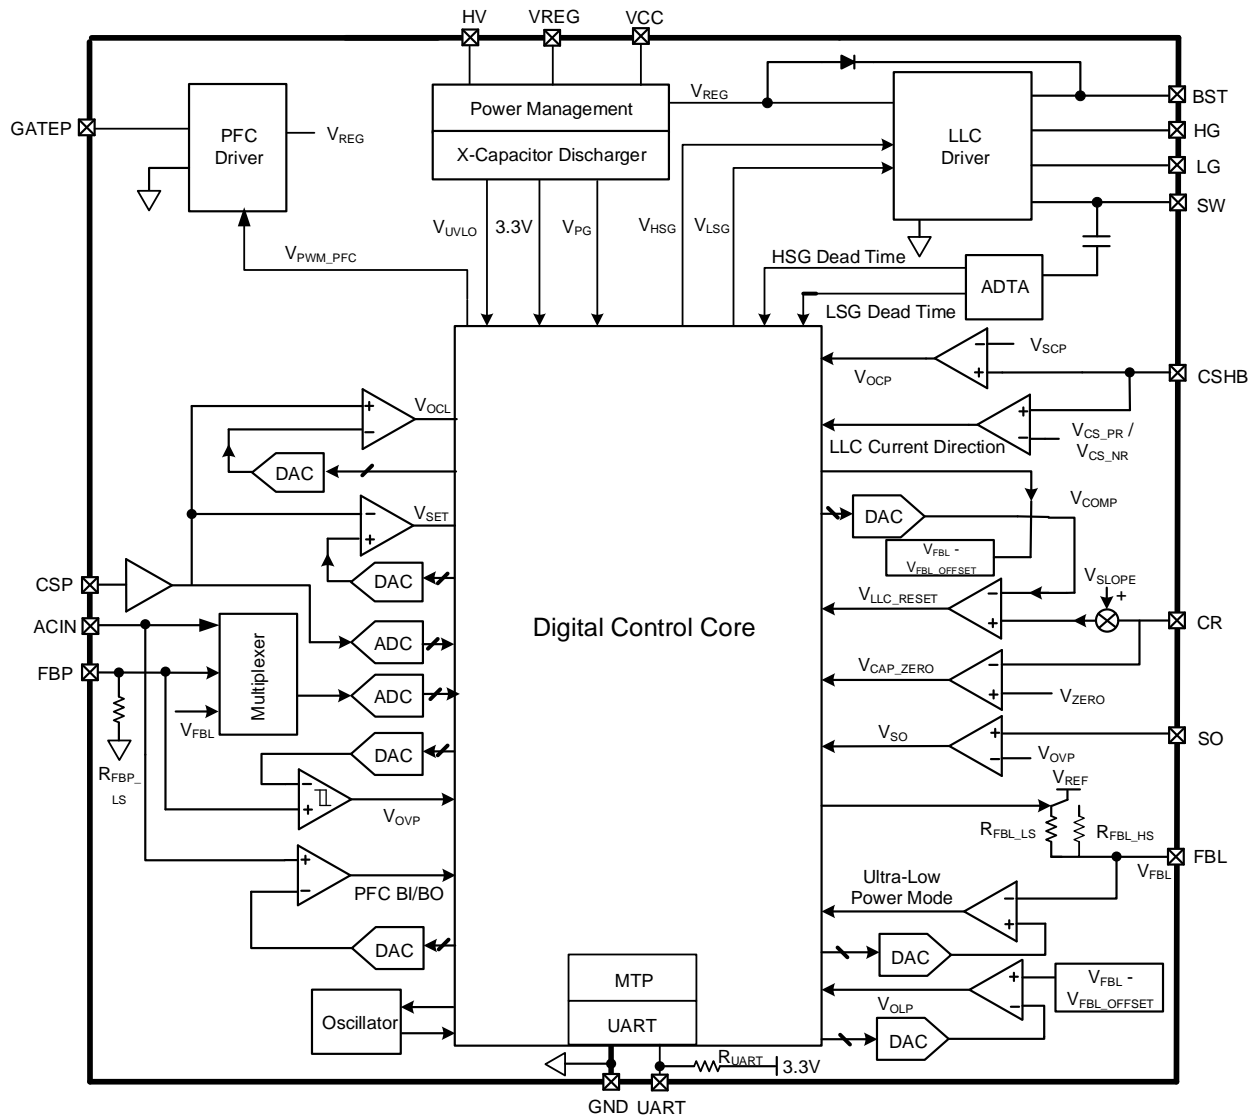 HV VREG VCC
GATEP
PFC
Driver
VREG
Power Management
X-Capacitor Discharger
VREG
LLC
Driver
BST
HG
LG
SW
VPWM_PFC
VUVLO
3.3V
VPG
VHSG
VLSG
HSG Dead Time
LSG Dead Time
ADTA
- VSCP
+
VOCP
CSHB
+
-
VCS_PR /
VCS_NR
LLC Current Direction
+
-
VOCL
DAC
-
+
VSET
DAC
VCOMP
DAC
VFBL -
VFBL_OFFSET
CSP
ACIN
FBP
Multiplexer
VFBL
RFBP_
LS
ADC
ADC
DAC
Digital Control Core
VLLC_RESET
-
+
VSLOPE
+
CR
VCAP_ZERO
-
+
VZERO
VSO
+
-
VOVP
SO
VREF
RFBL_LS
RFBL_HS
VFBL
FBL
-
+
VOVP
+
-
PFC BI/BO
DAC
Ultra-Low
Power Mode
-
+
DAC
+
-
VFBL -
VFBL_OFFSET
VOLP
DAC
Oscillator
MTP
UART
RUART
3.3V
GND UART